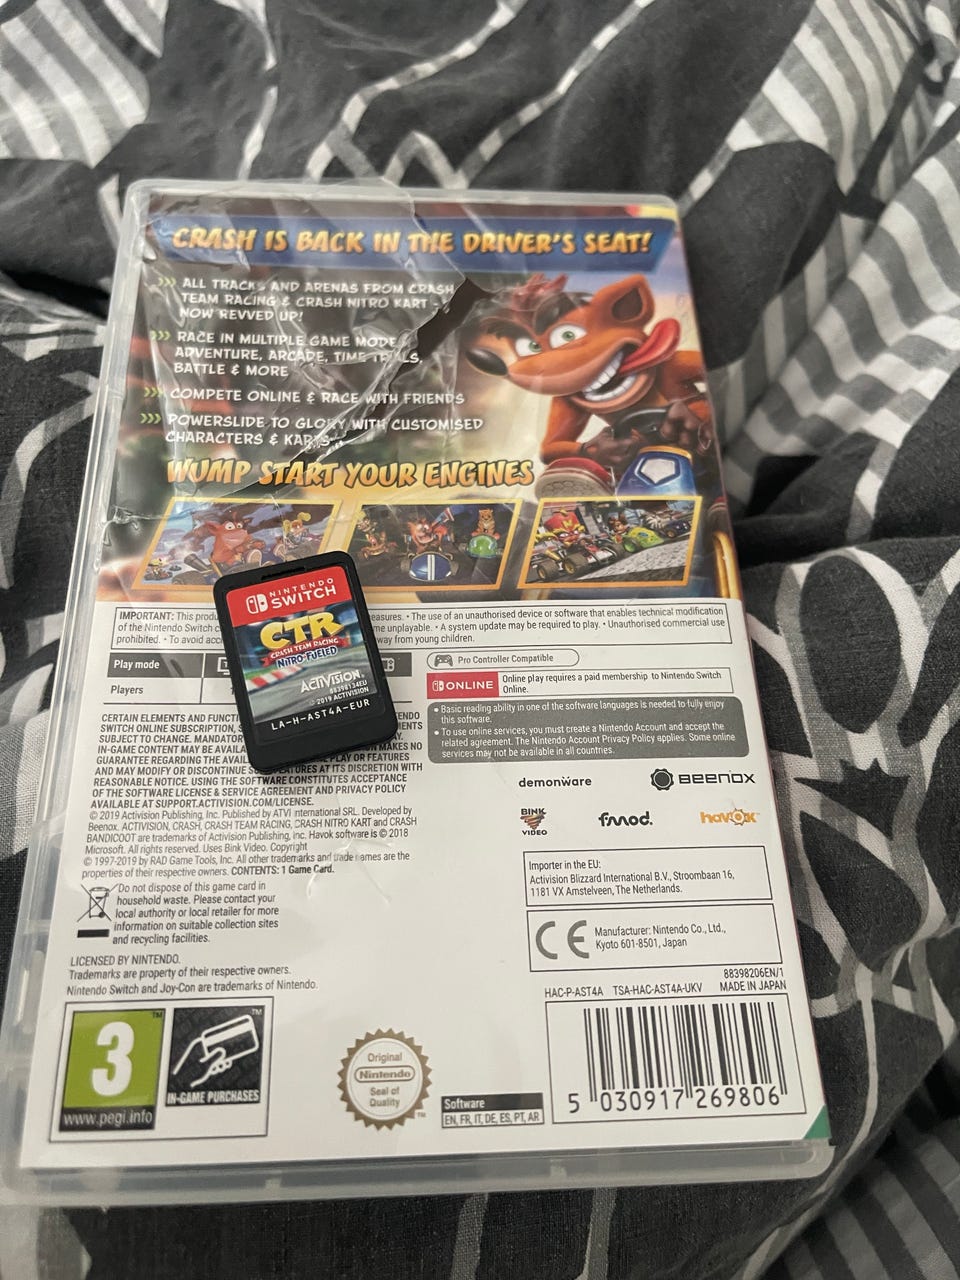 CRASH IS BACK IN THE DRIVER'S SEAT!
ALL TRACKS AND ARENAS FROM CRASH
TEAM RACING & CRASH NITRO KART -
NOW REVVED UP!
RACE IN MULTIPLE GAME MODE
ADVENTURE, ARCADE, TIME TRIALS,
BATTLE & MORE
COMPETE ONLINE & RACE WITH FRIENDS
POWERSLIDE TO GLORY WITH CUSTOMISED
CHARACTERS & KARTS
WUMP START YOUR ENGINES
NINTENDO
SWITCH
CTR
CRASH TEAM RACING
NITRO-FUELED
ACTIVISION
88398134EU
© 2019 ACTIVISION
LA-H-AST4A-EUR
IMPORTANT: This produ easures. • The use of an unauthorised device or software that enables technical modification
of the Nintendo Switch c me unplayable. • A system update may be required to play. • Unauthorised commercial use
prohibited. • To avoid acc way from young children.
Play mode
Players
Pro Controller Compatible
ONLINE
Online play requires a paid membership to Nintendo Switch
Online.
• Basic reading ability in one of the software languages is needed to fully enjoy
this software.
• To use online services, you must create a Nintendo Account and accept the
related agreement. The Nintendo Account Privacy Policy applies. Some online
services may not be available in all countries.
CERTAIN ELEMENTS AND FUNCTI ENDO
SWITCH ONLINE SUBSCRIPTION, S MENTS
SUBJECT TO CHANGE. MANDATOR AY.
IN-GAME CONTENT MAY BE AVAILA N MAKES NO
GUARANTEE REGARDING THE AVAIL PLAY OR FEATURES
AND MAY MODIFY OR DISCONTINUE S EATURES AT ITS DISCRETION WITH
REASONABLE NOTICE. USING THE SOFTWARE CONSTITUTES ACCEPTANCE
OF THE SOFTWARE LICENSE & SERVICE AGREEMENT AND PRIVACY POLICY
AVAILABLE AT SUPPORT.ACTIVISION.COM/LICENSE.
© 2019 Activision Publishing, Inc. Published by ATVI International SRL. Developed by
Beenox. ACTIVISION, CRASH, CRASH TEAM RACING, CRASH NITRO KART and CRASH
BANDICOOT are trademarks of Activision Publishing, Inc. Havok software is © 2018
Microsoft. All rights reserved. Uses Bink Video. Copyright
© 1997-2019 by RAD Game Tools, Inc. All other trademarks and trade names are the
properties of their respective owners. CONTENTS: 1 Game Card.
Do not dispose of this game card in
household waste. Please contact your
local authority or local retailer for more
information on suitable collection sites
and recycling facilities.
LICENSED BY NINTENDO.
Trademarks are property of their respective owners.
Nintendo Switch and Joy-Con are trademarks of Nintendo.
demonware
BEENOX
BINK
VIDEO
fmod.
havok
Importer in the EU:
Activision Blizzard International B.V., Stroombaan 16,
1181 VX Amstelveen, The Netherlands.
CE
Manufacturer: Nintendo Co., Ltd.,
Kyoto 601-8501, Japan
88398206EN/1
HAC-P-AST4A TSA-HAC-AST4A-UKV MADE IN JAPAN
3
www.pegi.info
IN-GAME PURCHASES
Original
Nintendo
Seal of
Quality
Software
EN, FR, IT, DE, ES, PT, AR
5 030917 269806